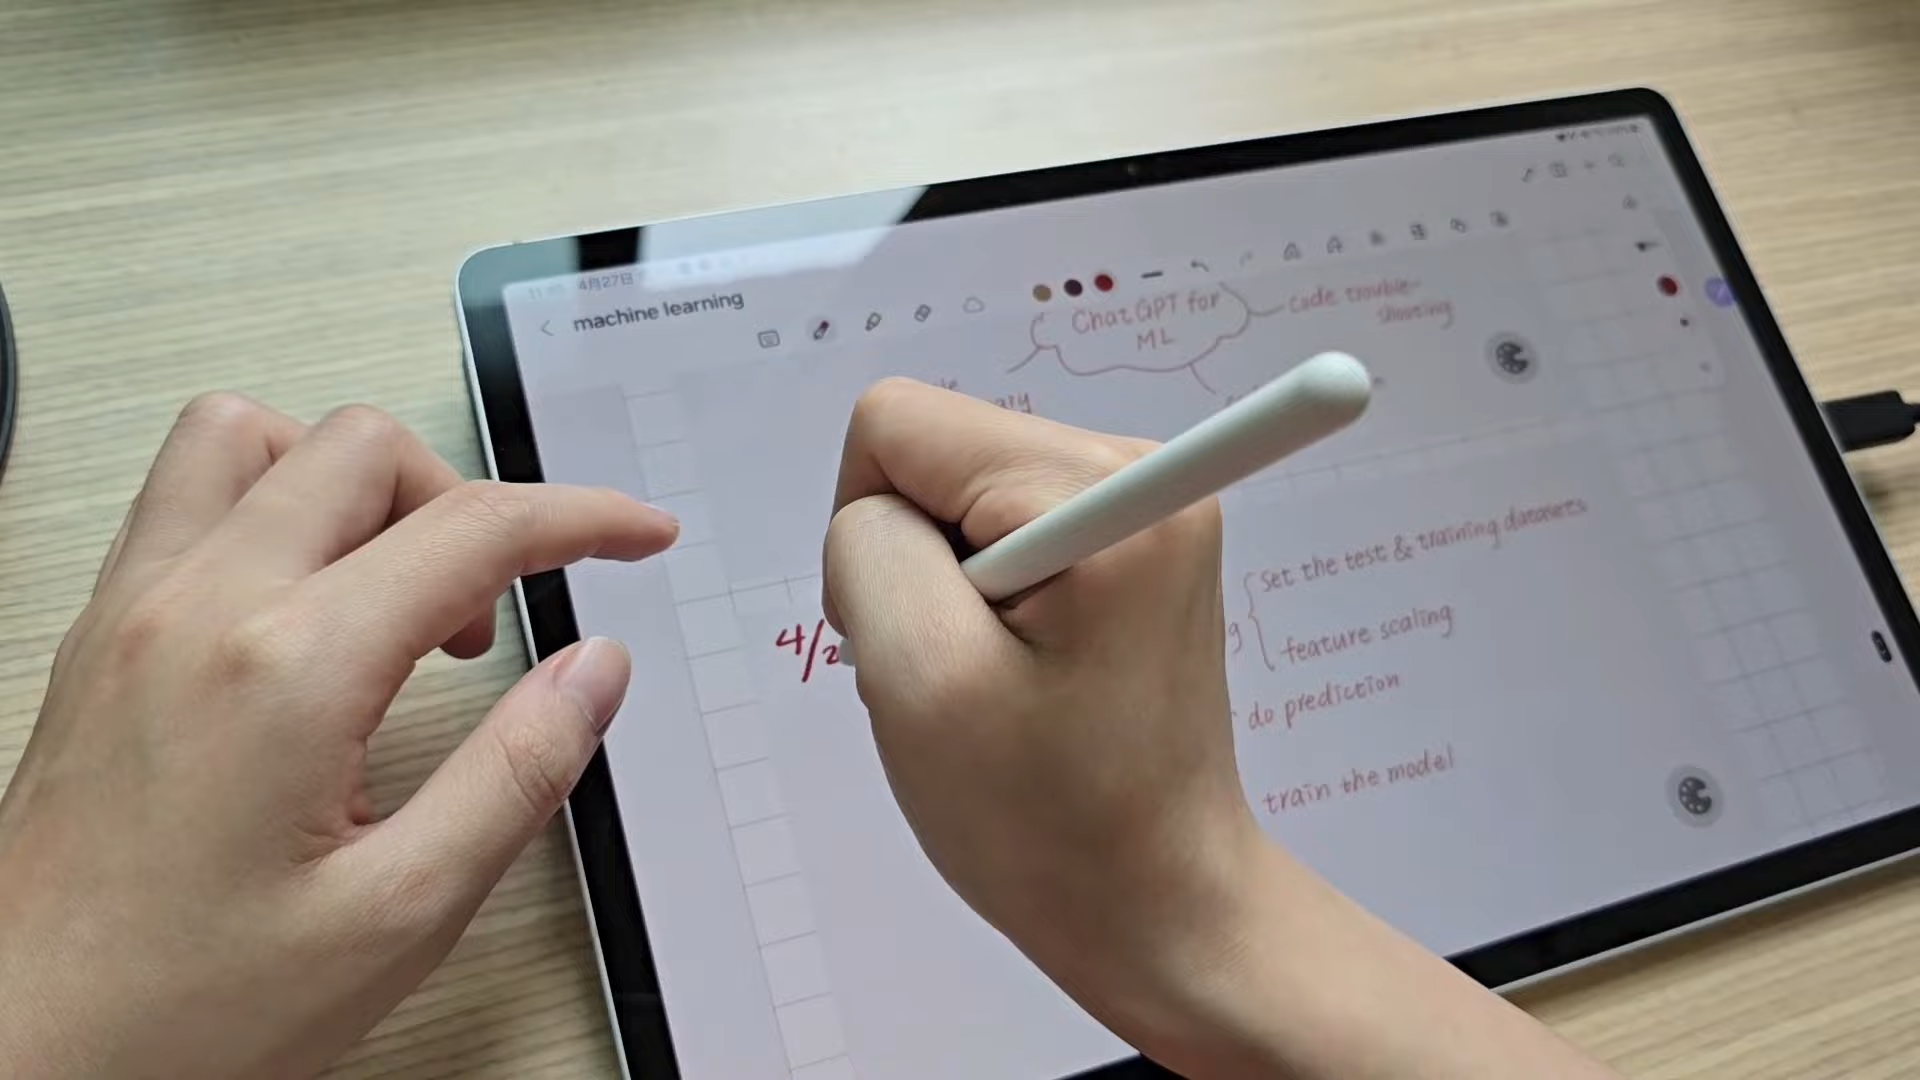 4月27日
machine learning
ChatGPT for
ML
Code trouble-
shooting
ary
Set the test & training datasets
g
feature scaling
do prediction
train the model
4/2